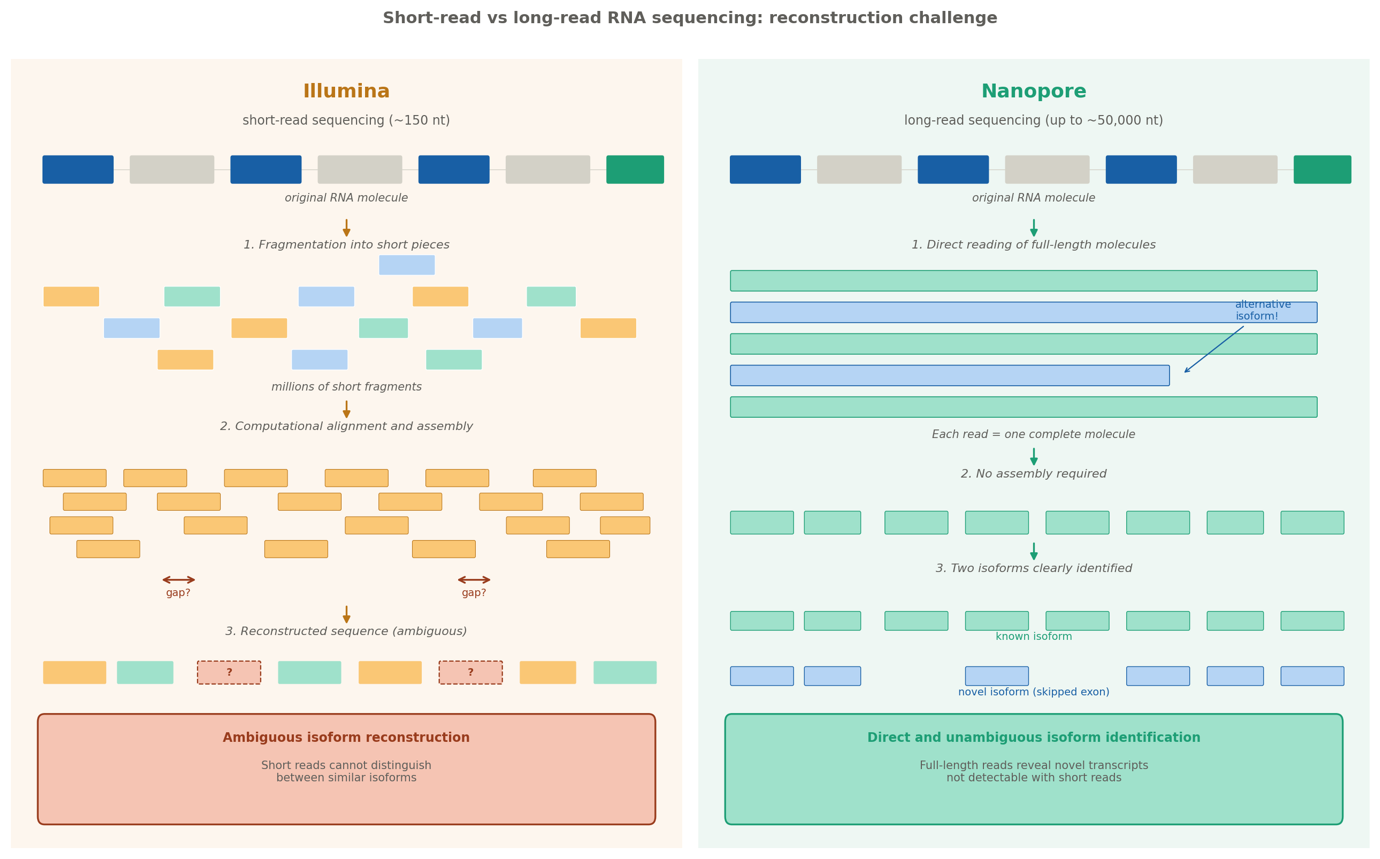 Short-read vs long-read RNA sequencing: reconstruction challenge
Illumina
short-read sequencing (~150 nt)
original RNA molecule
1. Fragmentation into short pieces
millions of short fragments
2. Computational alignment and assembly
gap?
gap?
3. Reconstructed sequence (ambiguous)
?
?
Ambiguous isoform reconstruction
Short reads cannot distinguish
between similar isoforms
Nanopore
long-read sequencing (up to ~50,000 nt)
original RNA molecule
1. Direct reading of full-length molecules
alternative
isoform!
Each read = one complete molecule
2. No assembly required
3. Two isoforms clearly identified
known isoform
novel isoform (skipped exon)
Direct and unambiguous isoform identification
Full-length reads reveal novel transcripts
not detectable with short reads